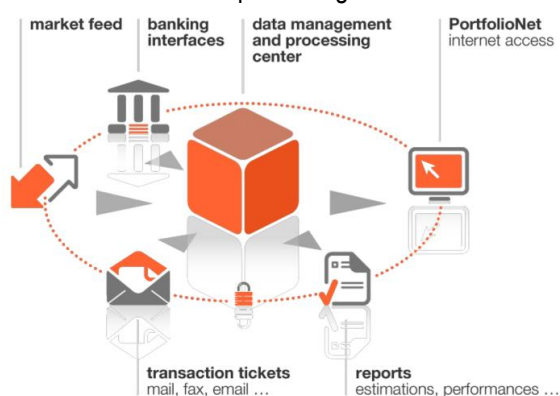 market feed
banking
interfaces
data management
and processing
center
PortfolioNet
internet access
transaction tickets
mail, fax, email ...
reports
estimations, performances ...